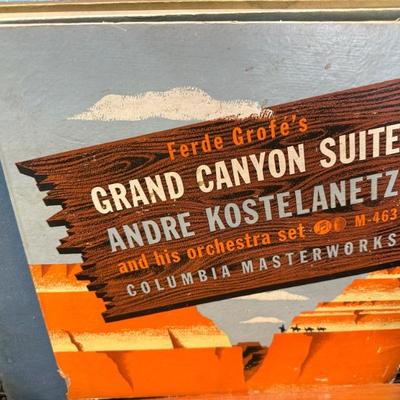 Ferde Grofé's
GRAND CANYON SUITE
ANDRE KOSTELANETZ
and his orchestra set M-463
COLUMBIA MASTERWORKS